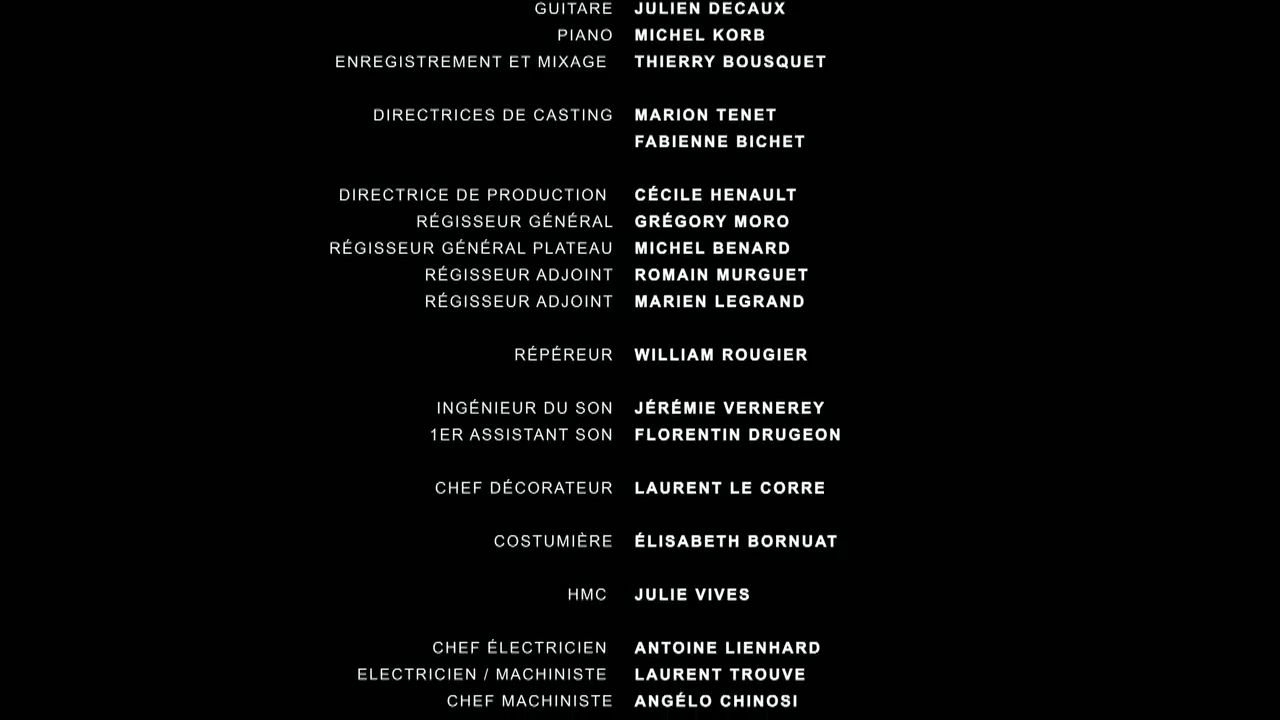 GUITARE JULIEN DECAUX
PIANO MICHEL KORB
ENREGISTREMENT ET MIXAGE THIERRY BOUSQUET
DIRECTRICES DE CASTING MARION TENET
FABIENNE BICHET
DIRECTRICE DE PRODUCTION CÉCILE HENAULT
RÉGISSEUR GÉNÉRAL GRÉGORY MORO
RÉGISSEUR GÉNÉRAL PLATEAU MICHEL BENARD
RÉGISSEUR ADJOINT ROMAIN MURGUET
RÉGISSEUR ADJOINT MARIEN LEGRAND
RÉPÉREUR WILLIAM ROUGIER
INGÉNIEUR DU SON JÉRÉMIE VERNEREY
1ER ASSISTANT SON FLORENTIN DRUGEON
CHEF DÉCORATEUR LAURENT LE CORRE
COSTUMIÈRE ÉLISABETH BORNUAT
HMC JULIE VIVES
CHEF ÉLECTRICIEN ANTOINE LIENHARD
ELECTRICIEN / MACHINISTE LAURENT TROUVE
CHEF MACHINISTE ANGÉLO CHINOSI